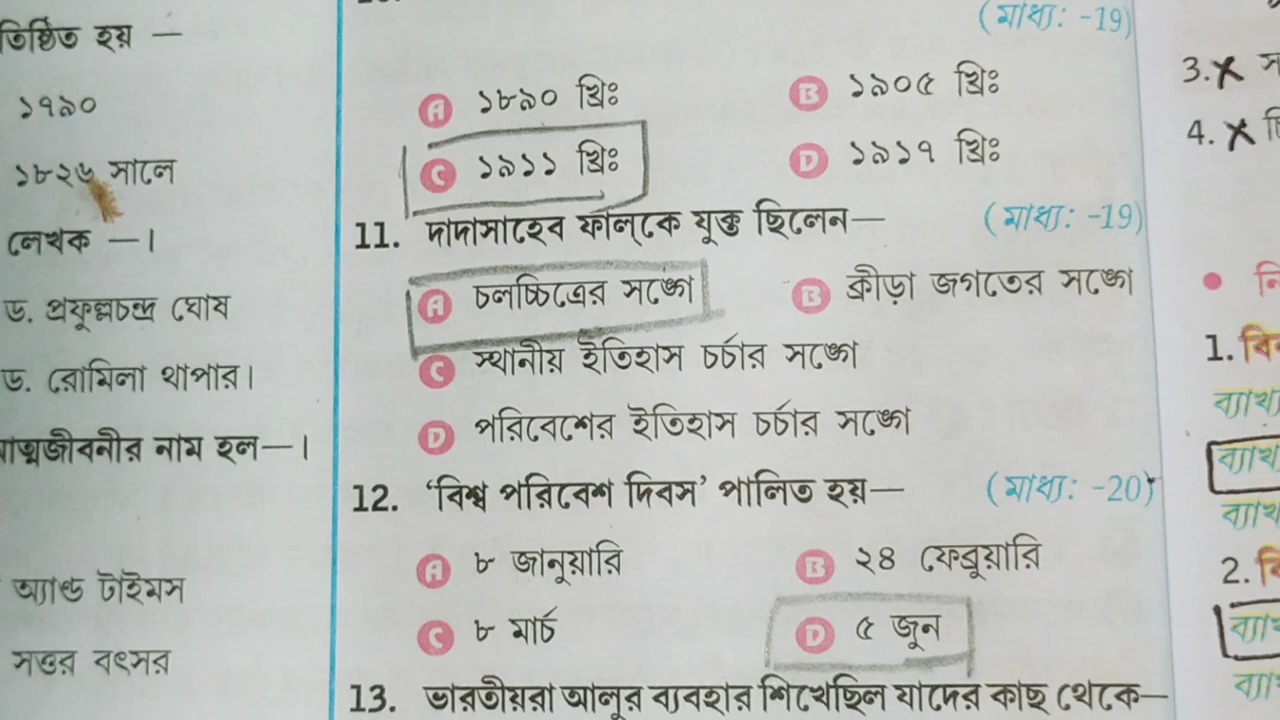 তিষ্ঠিত হয় —
১৭৯০
১৮২৬ সালে
লেখক —।
ড. প্রফুল্লচন্দ্র ঘোষ
ড. রোমিলা থাপার।
আত্মজীবনীর নাম হল—।
অ্যান্ড টাইমস
সত্তর বৎসর
(মাধ্য: -19)
A ১৮৯০ খ্রিঃ B ১৯০৫ খ্রিঃ
C ১৯১১ খ্রিঃ D ১৯১৭ খ্রিঃ
11. দাদাসাহেব ফাল্‌কে যুক্ত ছিলেন— (মাধ্য: -19)
A চলচ্চিত্রের সঙ্গে B ক্রীড়া জগতের সঙ্গে
C স্থানীয় ইতিহাস চর্চার সঙ্গে
D পরিবেশের ইতিহাস চর্চার সঙ্গে
12. ‘বিশ্ব পরিবেশ দিবস’ পালিত হয়— (মাধ্য: -20)
A ৮ জানুয়ারি B ২৪ ফেব্রুয়ারি
C ৮ মার্চ D ৫ জুন
13. ভারতীয়রা আলুর ব্যবহার শিখেছিল যাদের কাছ থেকে—
3.
4.
1.
2.